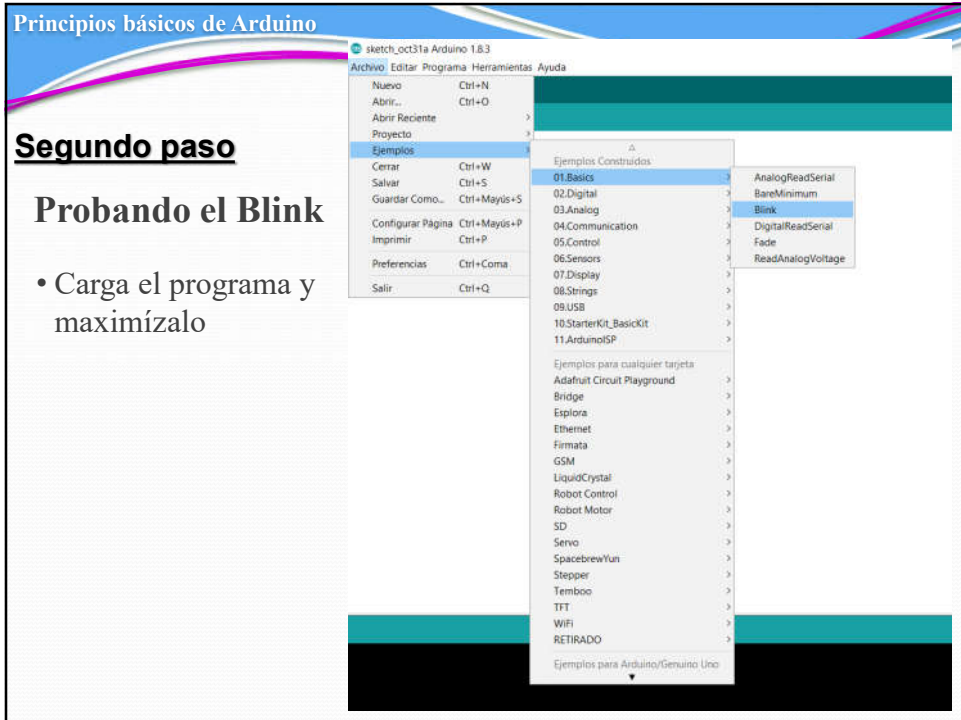 Principios básicos de Arduino
Segundo paso
Probando el Blink
• Carga el programa y
maximízalo
sketch_oct31a Arduino 1.8.3
Archivo Editar Programa Herramientas Ayuda
Nuevo Ctrl+N
Abrir... Ctrl+O
Abrir Reciente
Proyecto
Ejemplos
Cerrar Ctrl+W
Salvar Ctrl+S
Guardar Como... Ctrl+Mayús+S
Configurar Página Ctrl+Mayús+P
Imprimir Ctrl+P
Preferencias Ctrl+Coma
Salir Ctrl+Q
Ejemplos Construidos
01.Basics
02.Digital
03.Analog
04.Communication
05.Control
06.Sensors
07.Display
08.Strings
09.USB
10.StarterKit_BasicKit
11.ArduinoISP
Ejemplos para cualquier tarjeta
Adafruit Circuit Playground
Bridge
Esplora
Ethernet
Firmata
GSM
LiquidCrystal
Robot Control
Robot Motor
SD
Servo
SpacebrewYun
Stepper
Temboo
TFT
WiFi
RETIRADO
Ejemplos para Arduino/Genuino Uno
AnalogReadSerial
BareMinimum
Blink
DigitalReadSerial
Fade
ReadAnalogVoltage